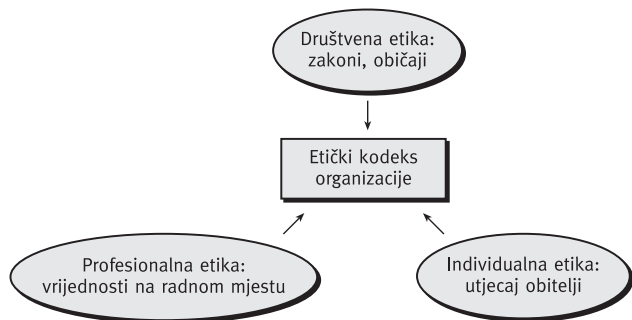 Društvena etika:
zakoni, običaji
Etički kodeks
organizacije
Profesionalna etika:
vrijednosti na radnom mjestu
Individualna etika:
utjecaj obitelji